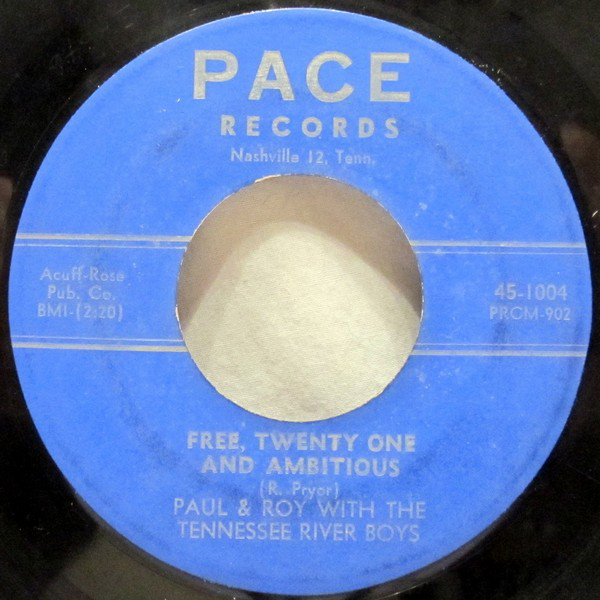 PACE
RECORDS
Nashville 12, Tenn.
Acuff-Rose
Pub. Co.
BMI-(2:20)
45-1004
PRCM-902
FREE, TWENTY ONE
AND AMBITIOUS
(R. Pryor)
PAUL & ROY WITH THE
TENNESSEE RIVER BOYS